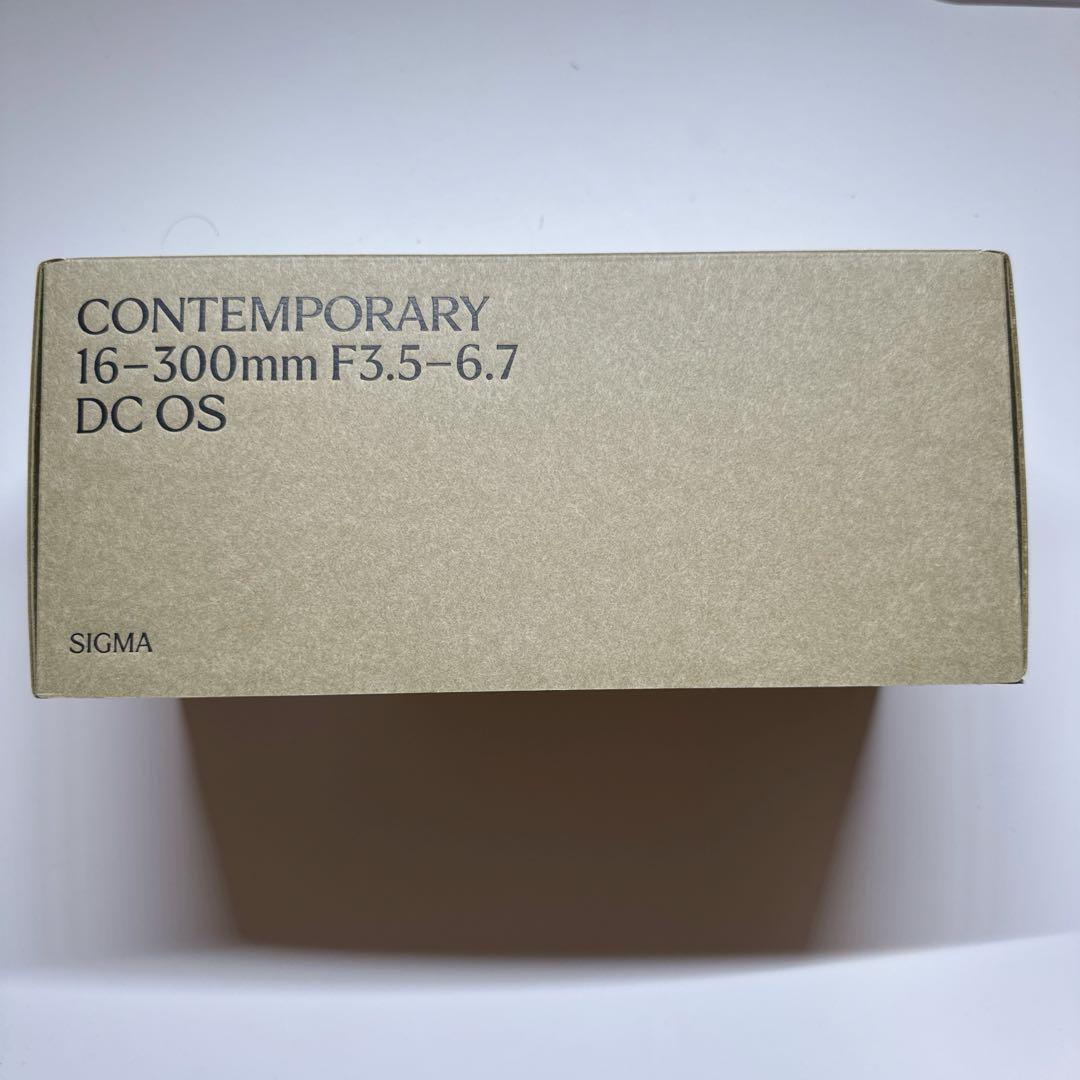 CONTEMPORARY
16–300mm F3.5–6.7
DC OS
SIGMA